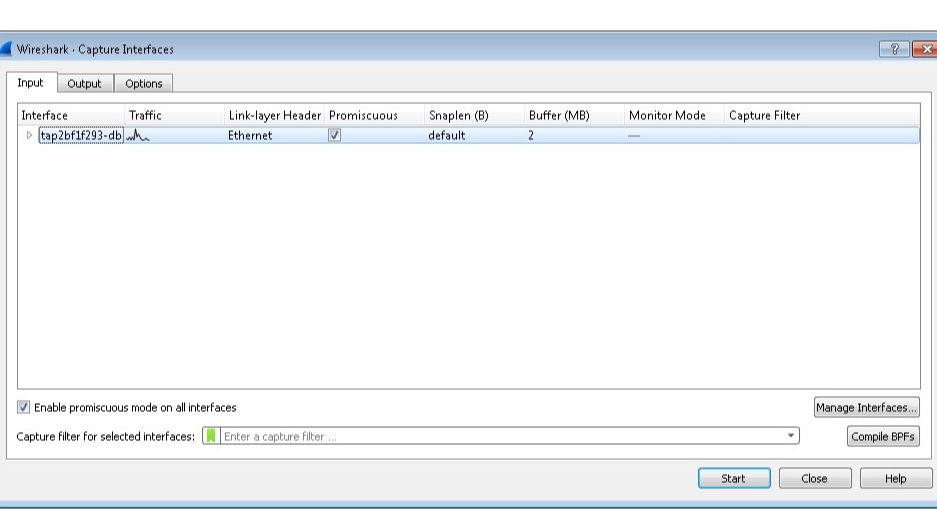 Wireshark · Capture Interfaces
Input Output Options
Interface Traffic Link-layer Header Promiscuous Snaplen (B) Buffer (MB) Monitor Mode Capture Filter
tap2bf1f293-db Ethernet default 2 —
Enable promiscuous mode on all interfaces
Manage Interfaces...
Capture filter for selected interfaces: Enter a capture filter ... Compile BPFs
Start Close Help